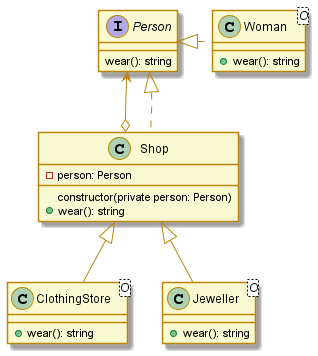 I Person
C Woman
O
wear(): string
wear(): string
C Shop
person: Person
constructor(private person: Person)
wear(): string
C ClothingStore
O
C Jeweller
O
wear(): string
wear(): string